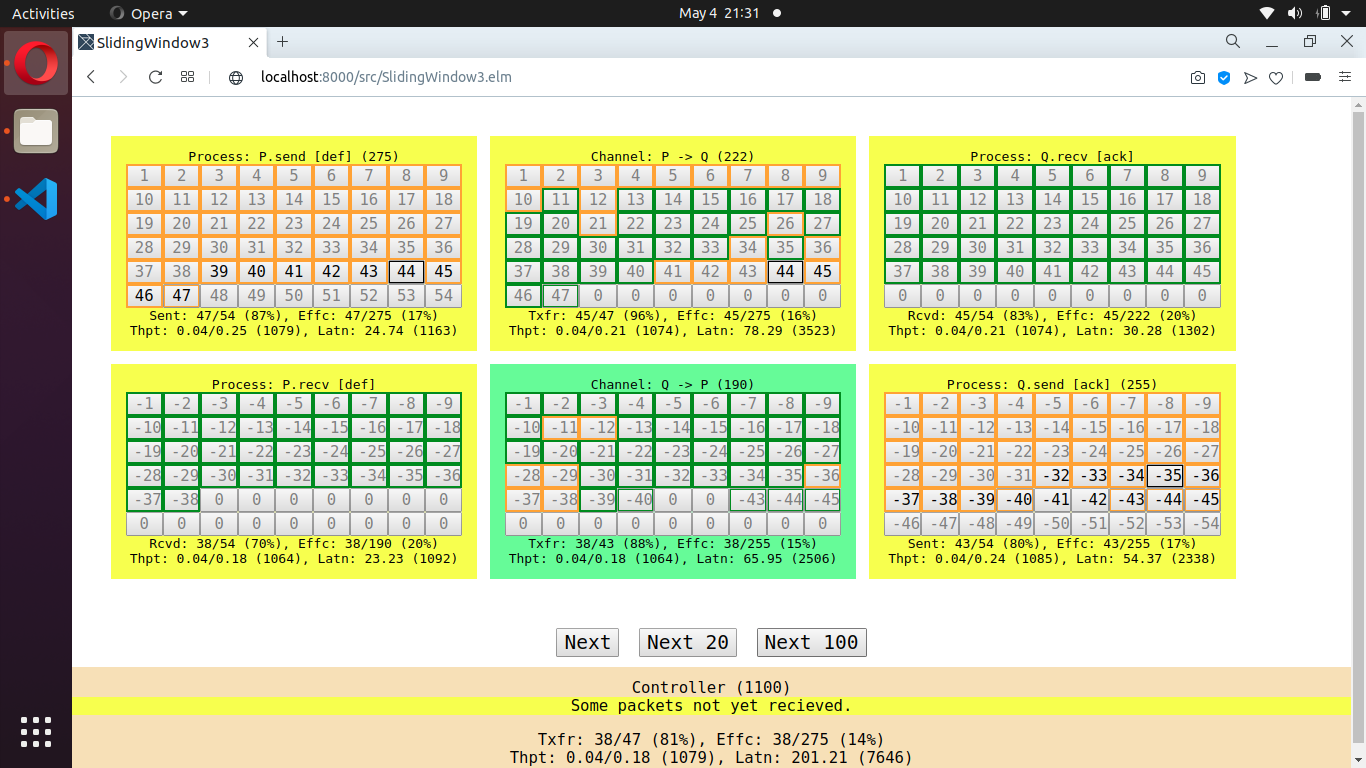 Activities Opera May 4 21:31
SlidingWindow3
localhost:8000/src/SlidingWindow3.elm
Process: P.send [def] (275)
1 2 3 4 5 6 7 8 9
10 11 12 13 14 15 16 17 18
19 20 21 22 23 24 25 26 27
28 29 30 31 32 33 34 35 36
37 38 39 40 41 42 43 44 45
46 47 48 49 50 51 52 53 54
Sent: 47/54 (87%), Effc: 47/275 (17%)
Thpt: 0.04/0.25 (1079), Latn: 24.74 (1163)
Channel: P -> Q (222)
1 2 3 4 5 6 7 8 9
10 11 12 13 14 15 16 17 18
19 20 21 22 23 24 25 26 27
28 29 30 31 32 33 34 35 36
37 38 39 40 41 42 43 44 45
46 47 0 0 0 0 0 0 0
Txfr: 45/47 (96%), Effc: 45/275 (16%)
Thpt: 0.04/0.21 (1074), Latn: 78.29 (3523)
Process: Q.recv [ack]
1 2 3 4 5 6 7 8 9
10 11 12 13 14 15 16 17 18
19 20 21 22 23 24 25 26 27
28 29 30 31 32 33 34 35 36
37 38 39 40 41 42 43 44 45
0 0 0 0 0 0 0 0 0
Rcvd: 45/54 (83%), Effc: 45/222 (20%)
Thpt: 0.04/0.21 (1074), Latn: 30.28 (1302)
Process: P.recv [def]
-1 -2 -3 -4 -5 -6 -7 -8 -9
-10 -11 -12 -13 -14 -15 -16 -17 -18
-19 -20 -21 -22 -23 -24 -25 -26 -27
-28 -29 -30 -31 -32 -33 -34 -35 -36
-37 -38 0 0 0 0 0 0 0
0 0 0 0 0 0 0 0 0
Rcvd: 38/54 (70%), Effc: 38/190 (20%)
Thpt: 0.04/0.18 (1064), Latn: 23.23 (1092)
Channel: Q -> P (190)
-1 -2 -3 -4 -5 -6 -7 -8 -9
-10 -11 -12 -13 -14 -15 -16 -17 -18
-19 -20 -21 -22 -23 -24 -25 -26 -27
-28 -29 -30 -31 -32 -33 -34 -35 -36
-37 -38 -39 -40 0 0 -43 -44 -45
0 0 0 0 0 0 0 0 0
Txfr: 38/43 (88%), Effc: 38/255 (15%)
Thpt: 0.04/0.18 (1064), Latn: 65.95 (2506)
Process: Q.send [ack] (255)
-1 -2 -3 -4 -5 -6 -7 -8 -9
-10 -11 -12 -13 -14 -15 -16 -17 -18
-19 -20 -21 -22 -23 -24 -25 -26 -27
-28 -29 -30 -31 -32 -33 -34 -35 -36
-37 -38 -39 -40 -41 -42 -43 -44 -45
-46 -47 -48 -49 -50 -51 -52 -53 -54
Sent: 43/54 (80%), Effc: 43/255 (17%)
Thpt: 0.04/0.24 (1085), Latn: 54.37 (2338)
Next Next 20 Next 100
Controller (1100)
Some packets not yet recieved.
Txfr: 38/47 (81%), Effc: 38/275 (14%)
Thpt: 0.04/0.18 (1079), Latn: 201.21 (7646)